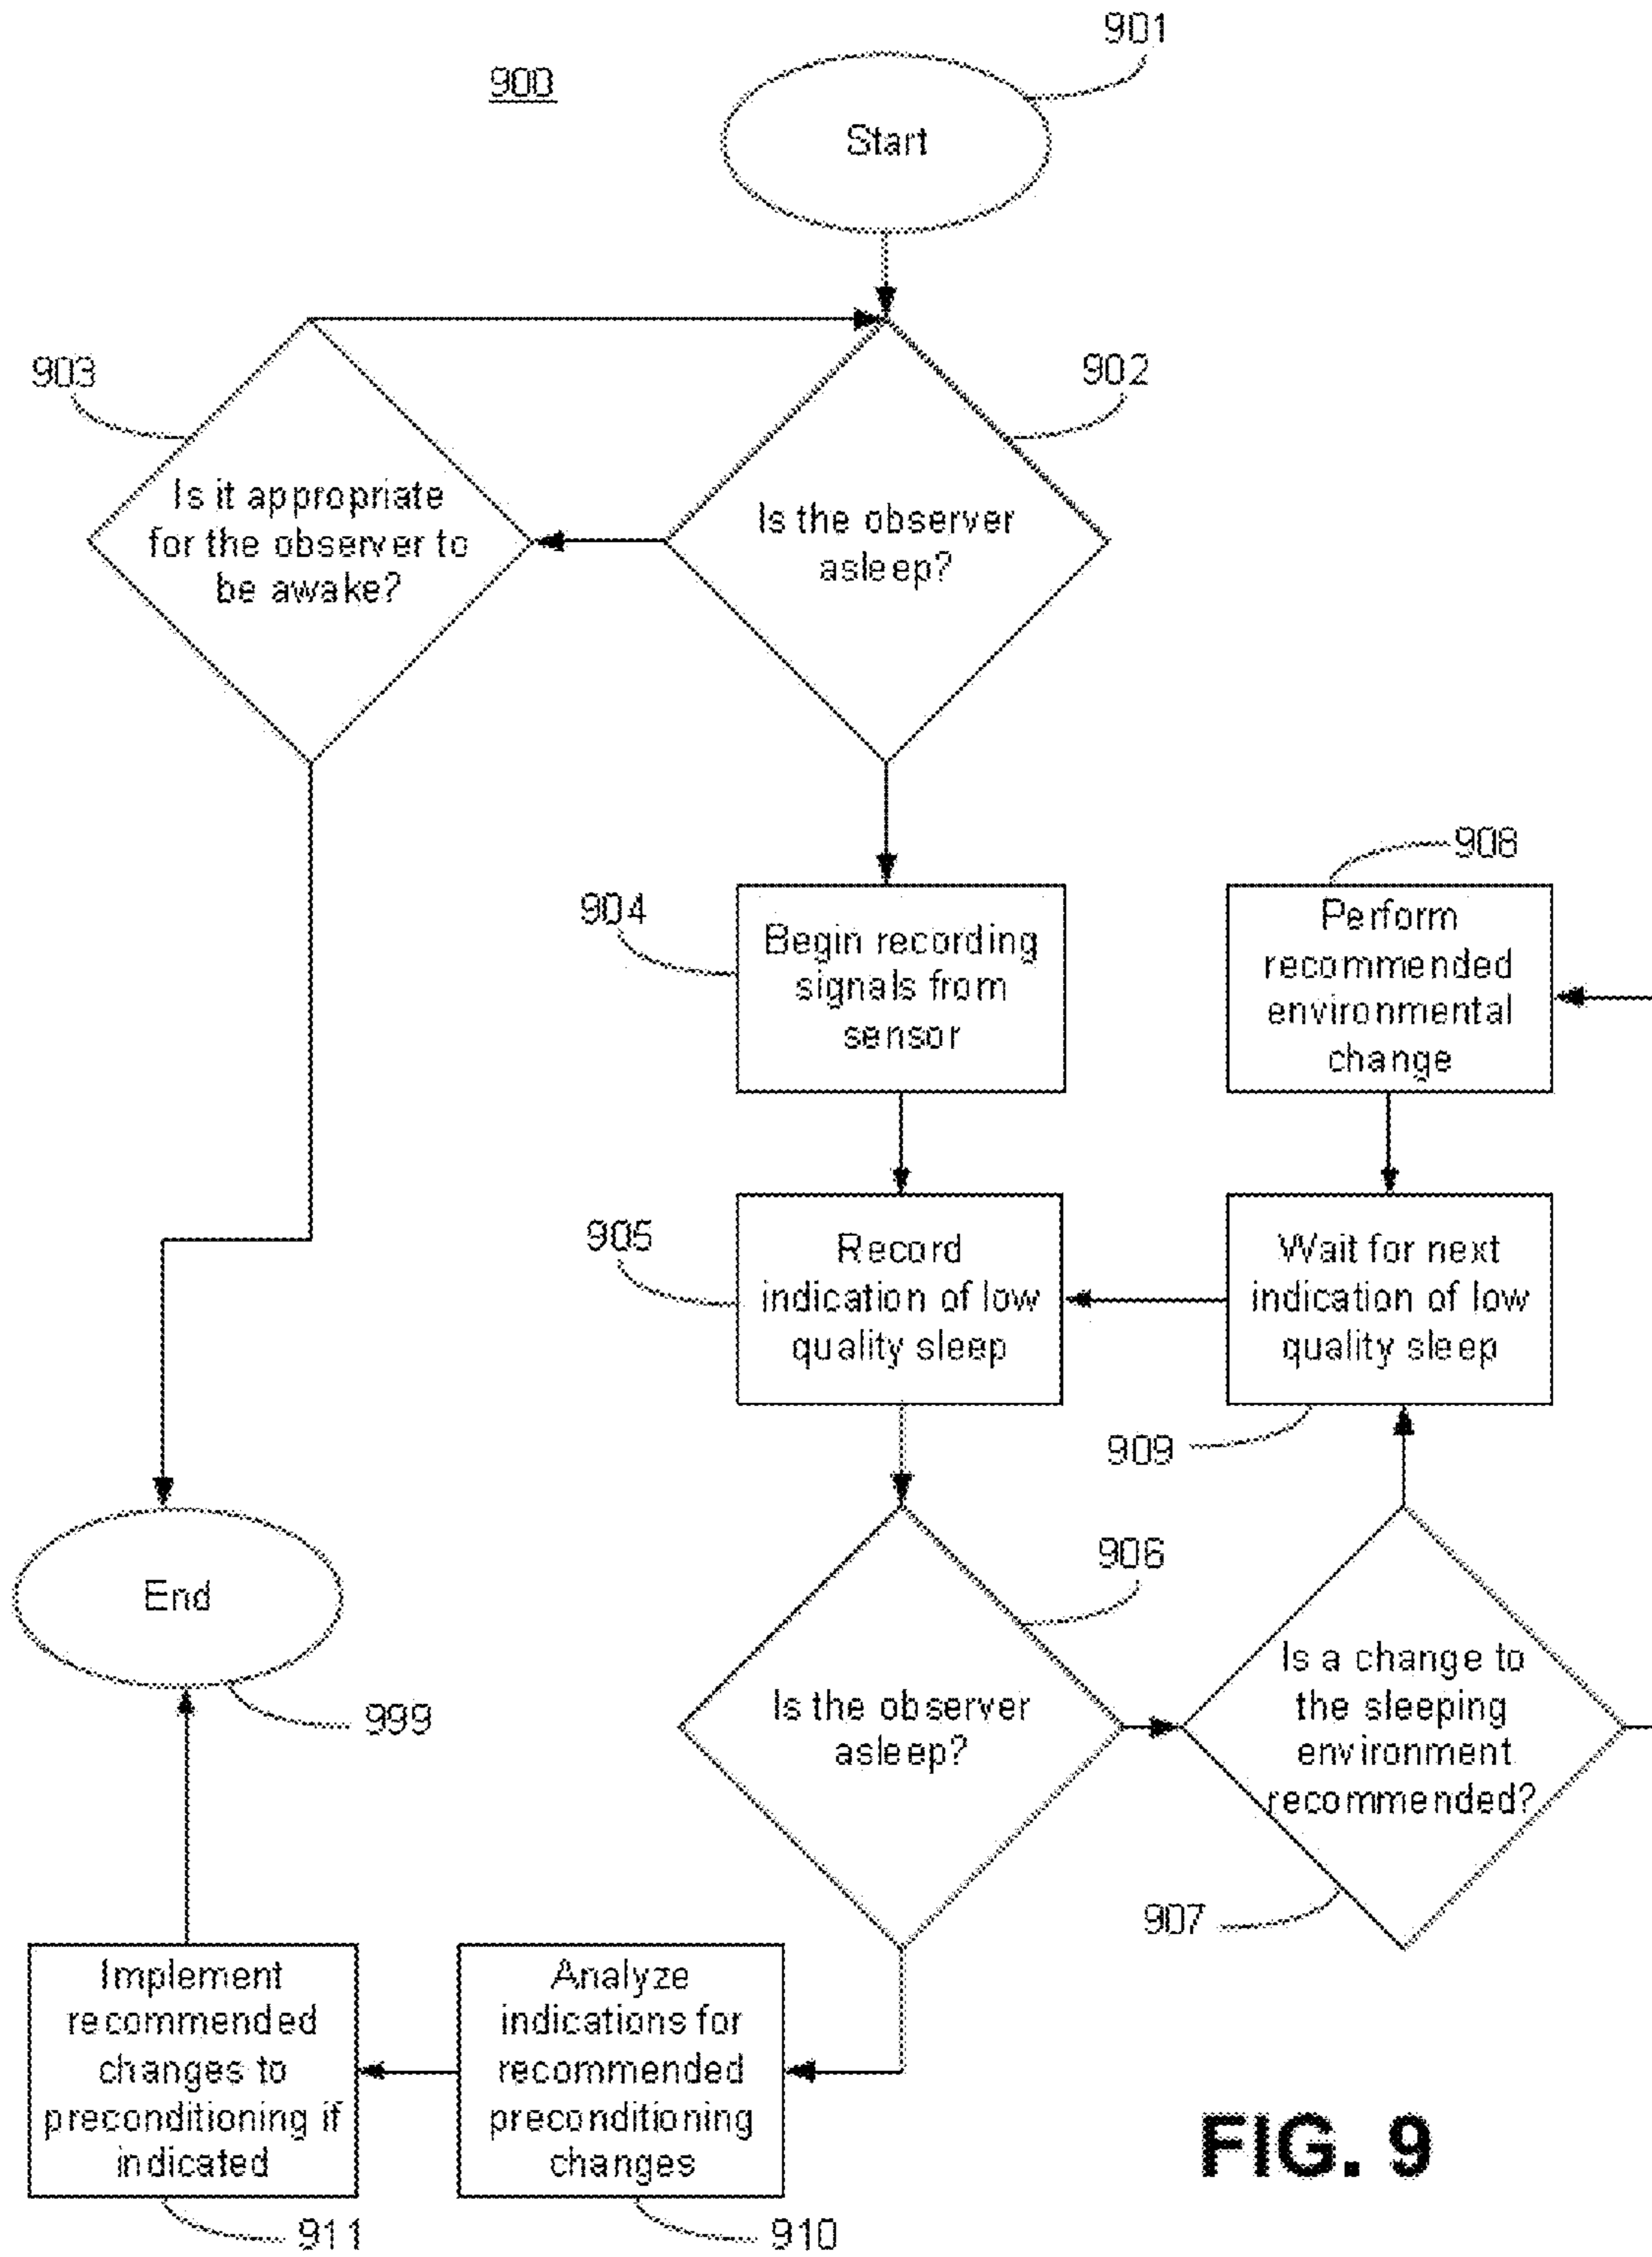 901
900
Start
903
902
Is it appropriate
for the observer to
be awake?
Is the observer
asleep?
908
904
Begin recording
signals from
sensor
Perform
recommended
environmental
change
905
Record
indication of low
quality sleep
Wait for next
indication of low
quality sleep
909
906
End
999
Is the observer
asleep?
Is a change to
the sleeping
environment
recommended?
907
Implement
recommended
changes to
preconditioning if
indicated
Analyze
indications for
recommended
preconditioning
changes
911
910
FIG. 9